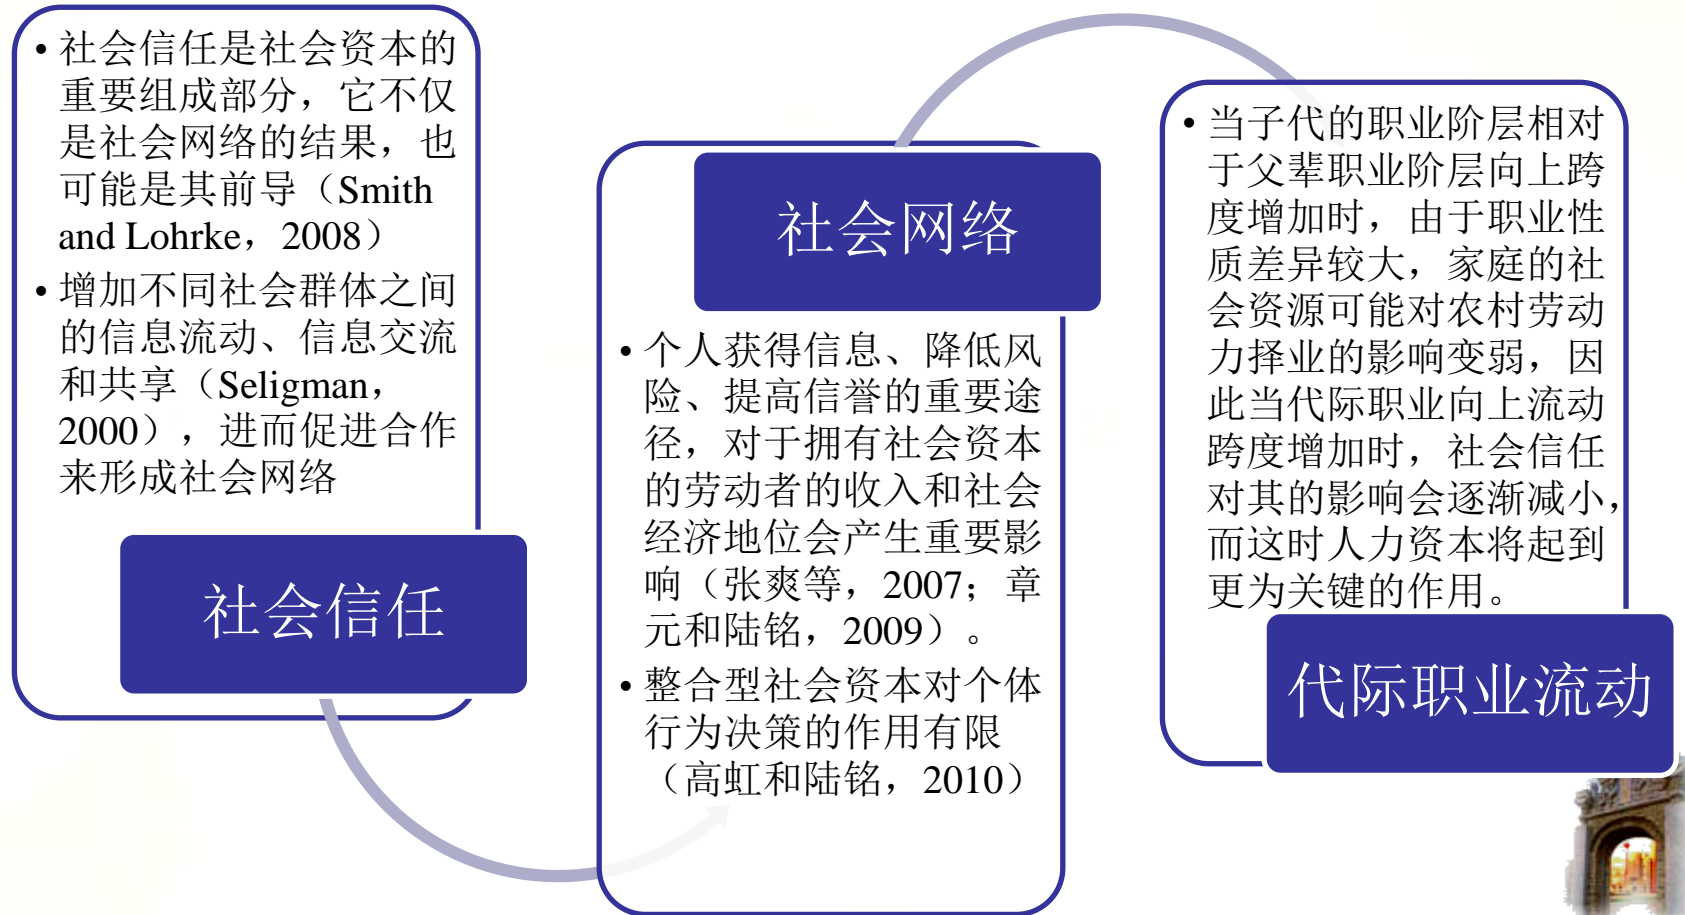 • 社会信任是社会资本的
重要组成部分，它不仅
是社会网络的结果，也
可能是其前导（Smith
and Lohrke，2008）
• 增加不同社会群体之间
的信息流动、信息交流
和共享（Seligman，
2000），进而促进合作
来形成社会网络
社会信任
社会网络
• 个人获得信息、降低风
险、提高信誉的重要途
径，对于拥有社会资本
的劳动者的收入和社会
经济地位会产生重要影
响（张爽等，2007；章
元和陆铭，2009）。
• 整合型社会资本对个体
行为决策的作用有限
（高虹和陆铭，2010）
• 当子代的职业阶层相对
于父辈职业阶层向上跨
度增加时，由于职业性
质差异较大，家庭的社
会资源可能对农村劳动
力择业的影响变弱，因
此当代际职业向上流动
跨度增加时，社会信任
对其的影响会逐渐减小，
而这时人力资本将起到
更为关键的作用。
代际职业流动